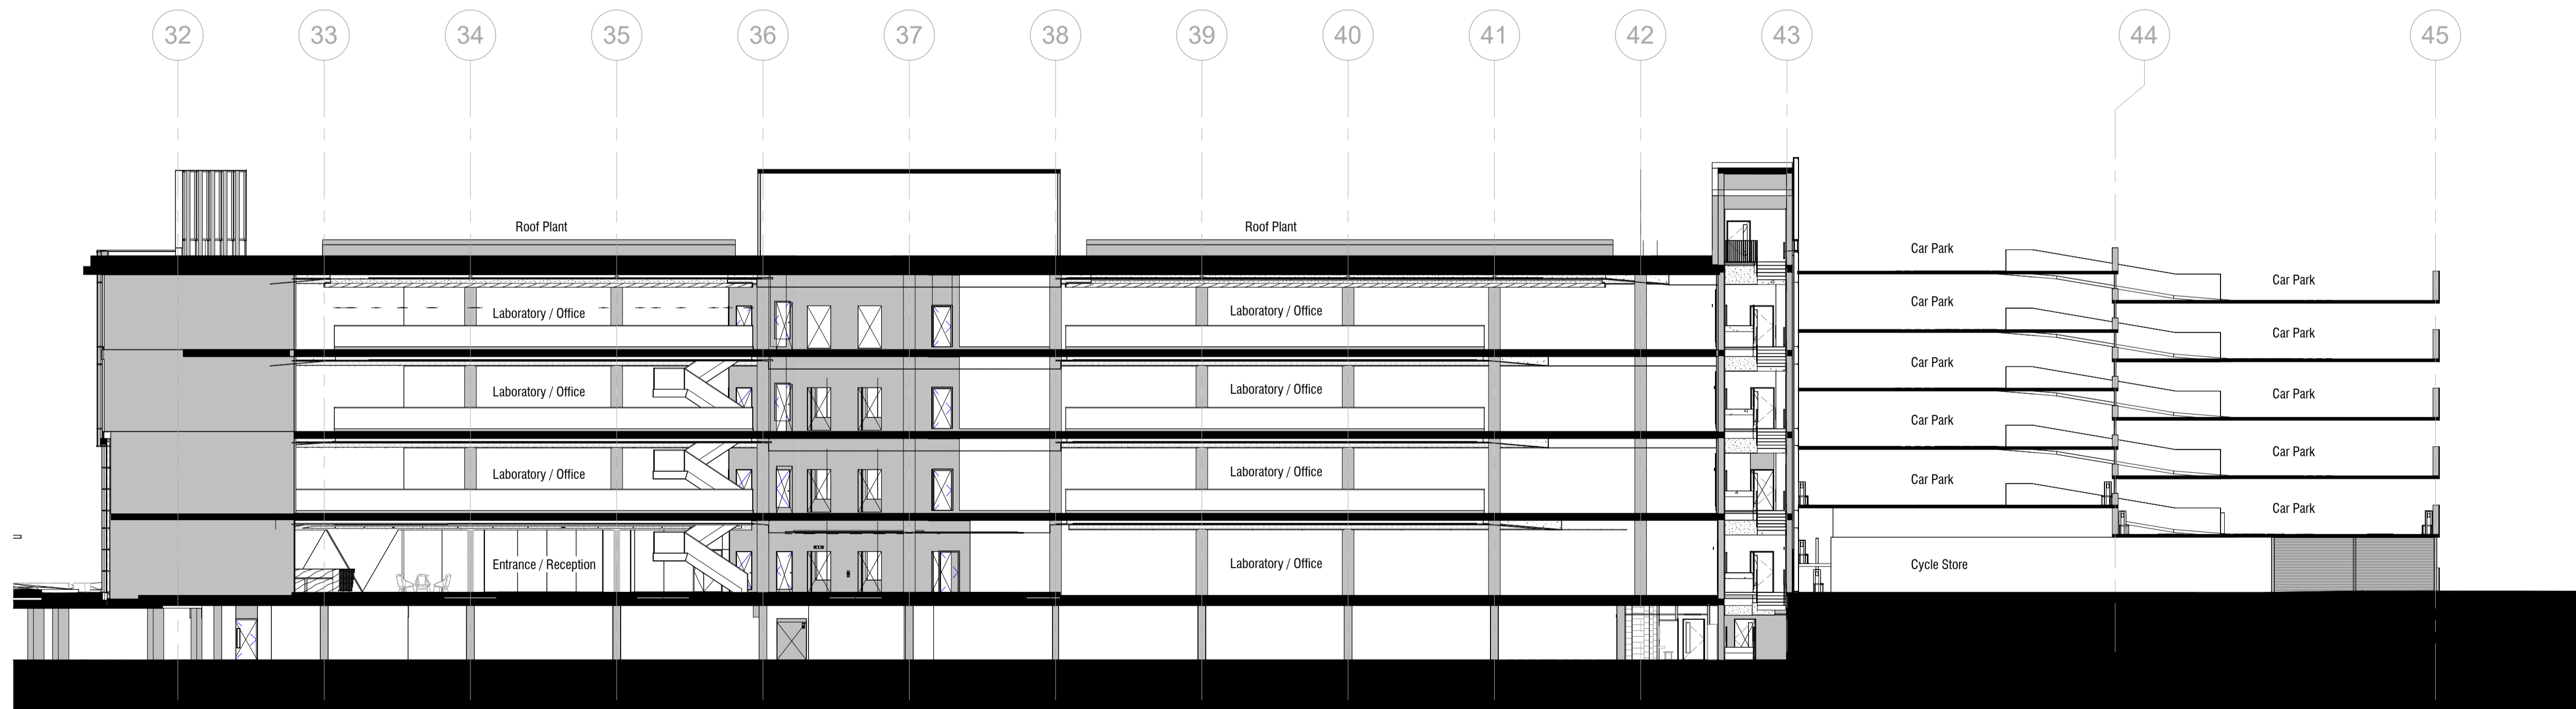 32 33 34 35 36 37 38 39 40 41 42 43 44 45
Roof Plant Roof Plant
Car Park
Car Park
Car Park
Laboratory / Office Laboratory / Office
Car Park
Car Park
Laboratory / Office Laboratory / Office
Car Park
Car Park
Car Park
Laboratory / Office Laboratory / Office
Car Park
Car Park
Entrance / Reception Laboratory / Office Cycle Store